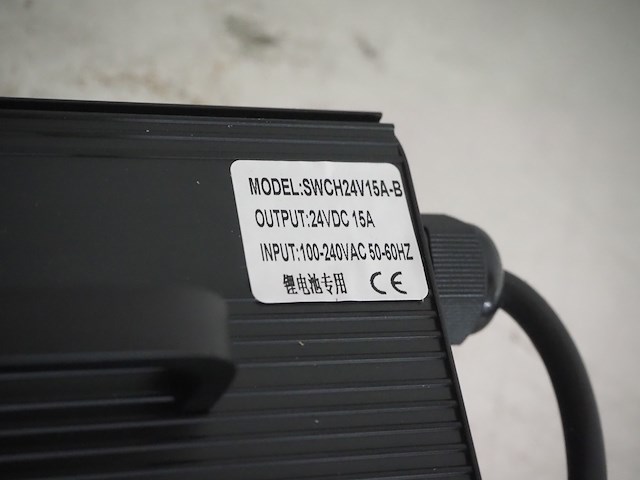 MODEL:SWCH24V15A-B
OUTPUT:24VDC 15A
INPUT:100-240VAC 50-60HZ
锂电池专用 CE